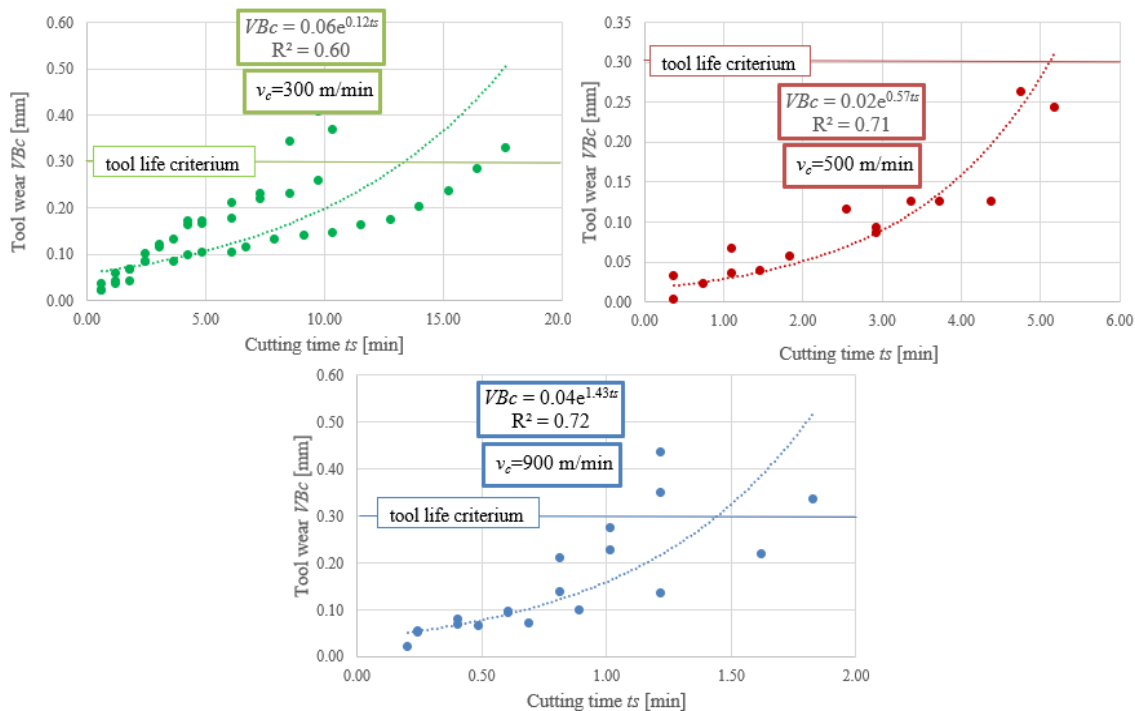 0.60
0.50
0.40
0.30
0.20
0.10
0.00
Tool wear VBc [mm]
VBc = 0.06e^0.12ts
R² = 0.60
v_c=300 m/min
tool life criterium
0.00 5.00 10.00 15.00 20.0
Cutting time ts [min]
0.35
0.30
0.25
0.20
0.15
0.10
0.05
0.00
Tool wear VBc [mm]
tool life criterium
VBc = 0.02e^0.57ts
R² = 0.71
v_c=500 m/min
0.00 1.00 2.00 3.00 4.00 5.00 6.00
Cutting time ts [min]
0.60
0.50
0.40
0.30
0.20
0.10
0.00
Tool wear VBc [mm]
VBc = 0.04e^1.43ts
R² = 0.72
v_c=900 m/min
tool life criterium
0.00 0.50 1.00 1.50 2.00
Cutting time ts [min]